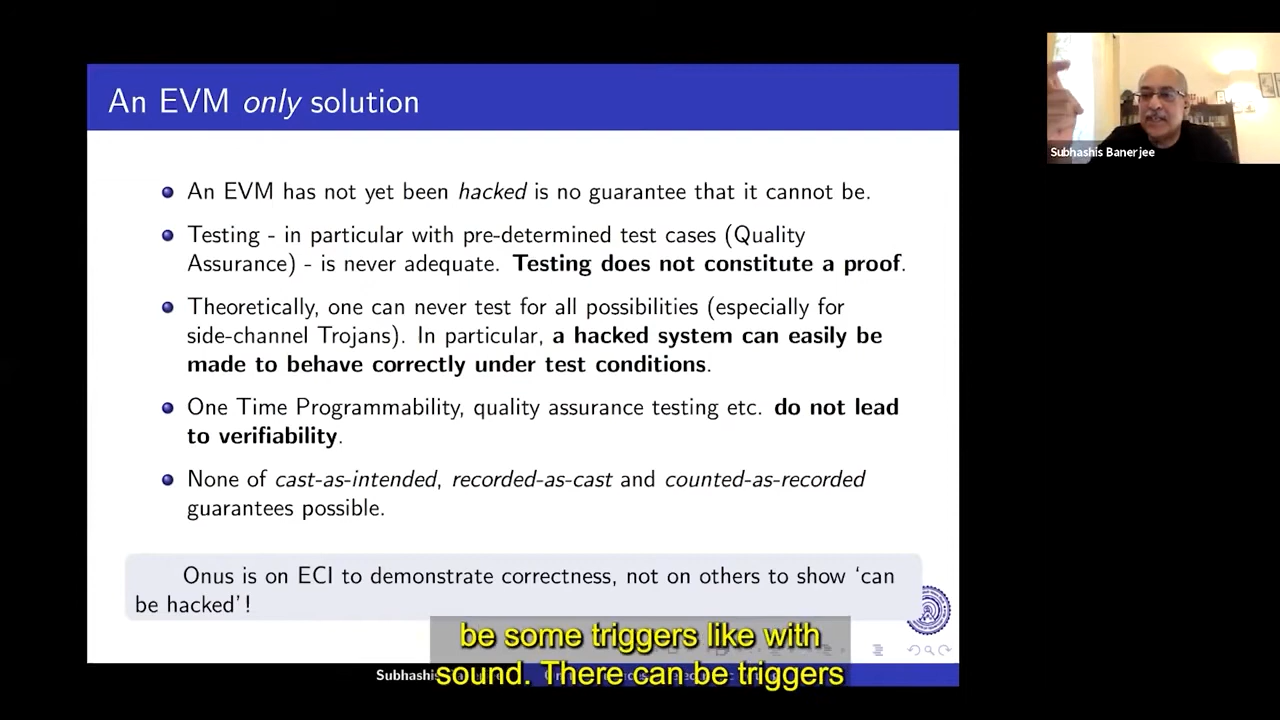 An EVM only solution
An EVM has not yet been hacked is no guarantee that it cannot be.
Testing - in particular with pre-determined test cases (Quality
Assurance) - is never adequate. Testing does not constitute a proof.
Theoretically, one can never test for all possibilities (especially for
side-channel Trojans). In particular, a hacked system can easily be
made to behave correctly under test conditions.
One Time Programmability, quality assurance testing etc. do not lead
to verifiability.
None of cast-as-intended, recorded-as-cast and counted-as-recorded
guarantees possible.
Onus is on ECI to demonstrate correctness, not on others to show ‘can
be hacked’!
be some triggers like with
sound. There can be triggers
Subhashis
Subhashis Banerjee